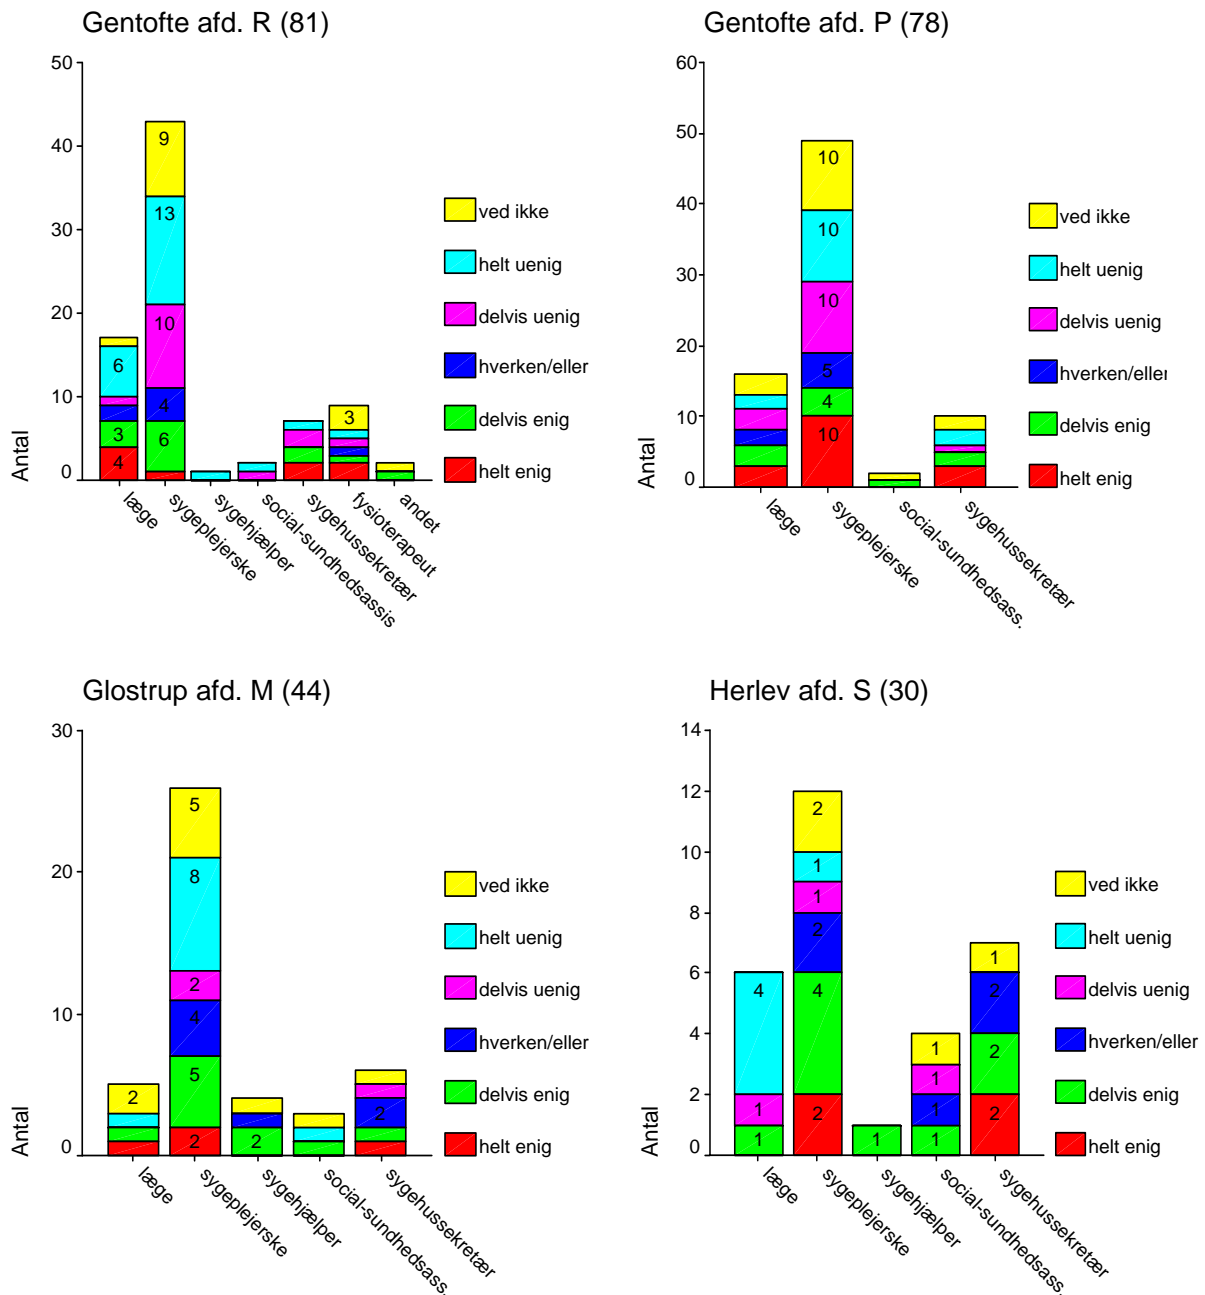 Gentofte afd. R (81)
50
40
30
20
10
0
Antal
9
13
10
4
6
6
3
4
3
læge
sygeplejerske
sygehjælper
social-sundhedsassis
sygehussekretær
fysioterapeut
andet
ved ikke
helt uenig
delvis uenig
hverken/eller
delvis enig
helt enig
Gentofte afd. P (78)
60
50
40
30
20
10
0
Antal
10
10
10
5
4
10
læge
sygeplejerske
social-sundhedsass.
sygehussekretær
ved ikke
helt uenig
delvis uenig
hverken/eller
delvis enig
helt enig
Glostrup afd. M (44)
30
20
10
0
Antal
5
8
2
4
5
2
2
2
2
læge
sygeplejerske
sygehjælper
social-sundhedsass.
sygehussekretær
ved ikke
helt uenig
delvis uenig
hverken/eller
delvis enig
helt enig
Herlev afd. S (30)
14
12
10
8
6
4
2
0
Antal
4
1
1
2
1
1
2
4
2
1
1
1
1
1
1
2
2
2
læge
sygeplejerske
sygehjælper
social-sundhedsass.
sygehussekretær
ved ikke
helt uenig
delvis uenig
hverken/eller
delvis enig
helt enig